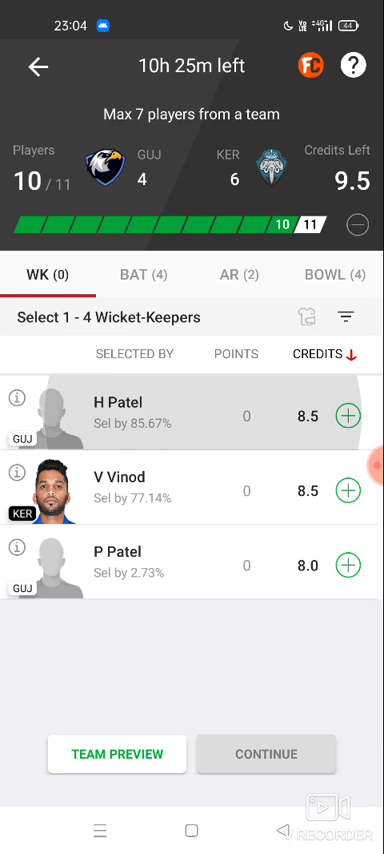 23:04 4G 44
10h 25m left FC ?
Max 7 players from a team
Players GUJ KER Credits Left
10 / 11 4 6 9.5
10 11
WK (0) BAT (4) AR (2) BOWL (4)
Select 1 - 4 Wicket-Keepers
SELECTED BY POINTS CREDITS
H Patel
Sel by 85.67% 0 8.5
GUJ
V Vinod
Sel by 77.14% 0 8.5
KER
P Patel
Sel by 2.73% 0 8.0
GUJ
TEAM PREVIEW CONTINUE
RECORDER